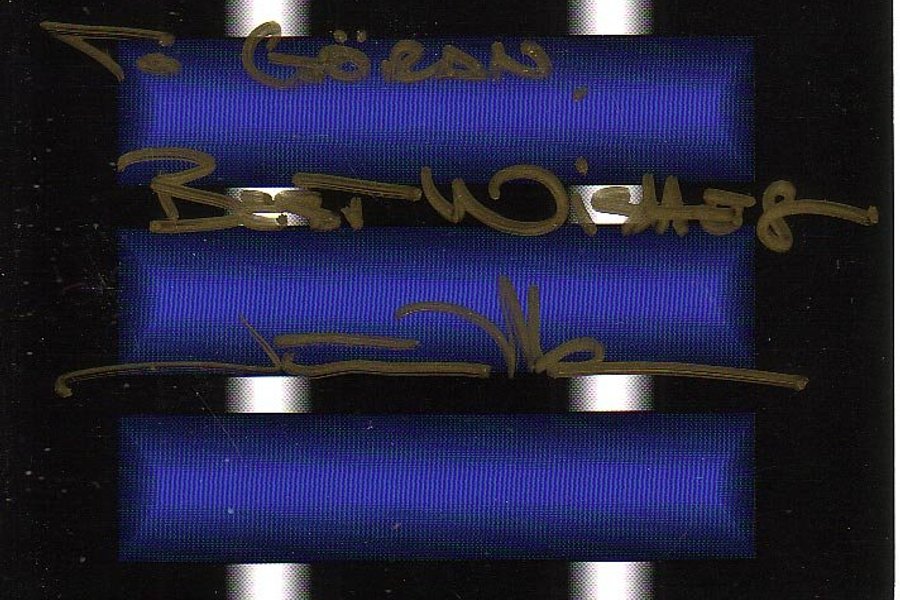 To Göran,
Best Wishes